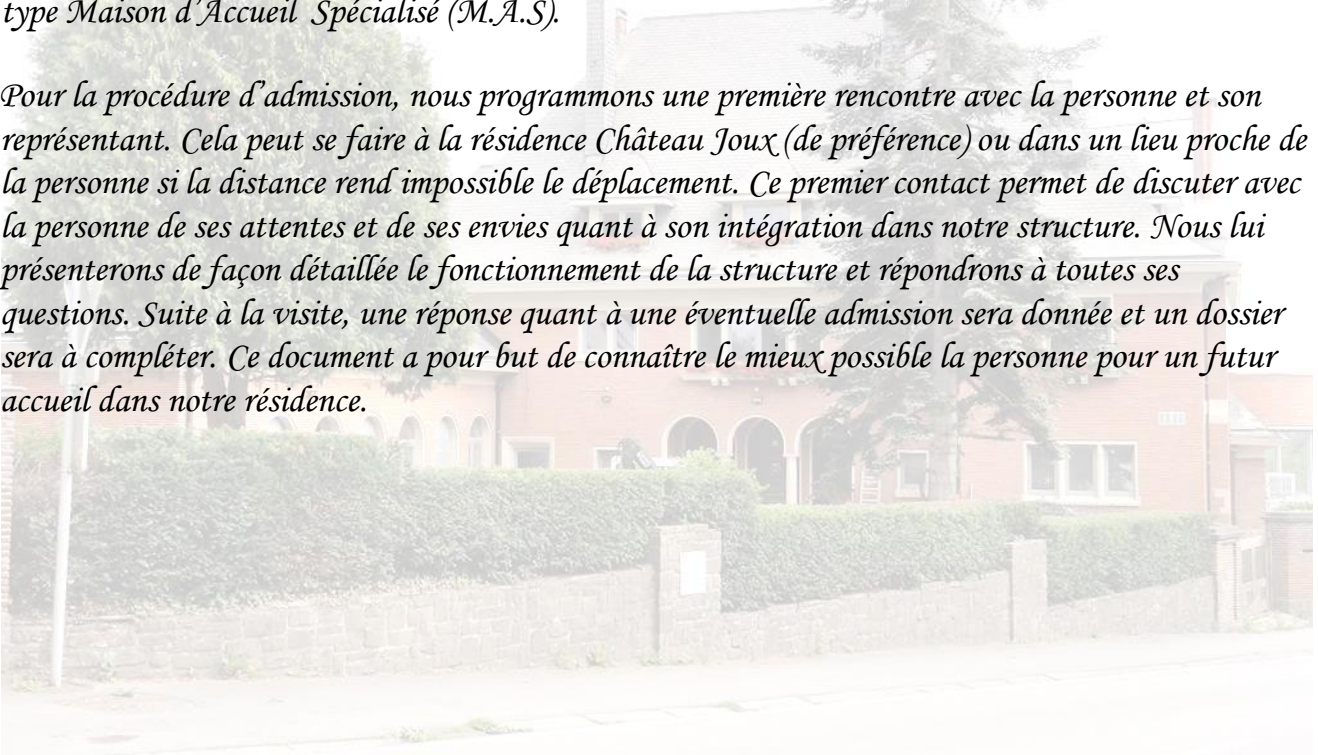 type Maison d'Accueil Spécialisé (M.A.S).
Pour la procédure d'admission, nous programmons une première rencontre avec la personne et son
représentant. Cela peut se faire à la résidence Château Joux (de préférence) ou dans un lieu proche de
la personne si la distance rend impossible le déplacement. Ce premier contact permet de discuter avec
la personne de ses attentes et de ses envies quant à son intégration dans notre structure. Nous lui
présenterons de façon détaillée le fonctionnement de la structure et répondrons à toutes ses
questions. Suite à la visite, une réponse quant à une éventuelle admission sera donnée et un dossier
sera à compléter. Ce document a pour but de connaître le mieux possible la personne pour un futur
accueil dans notre résidence.